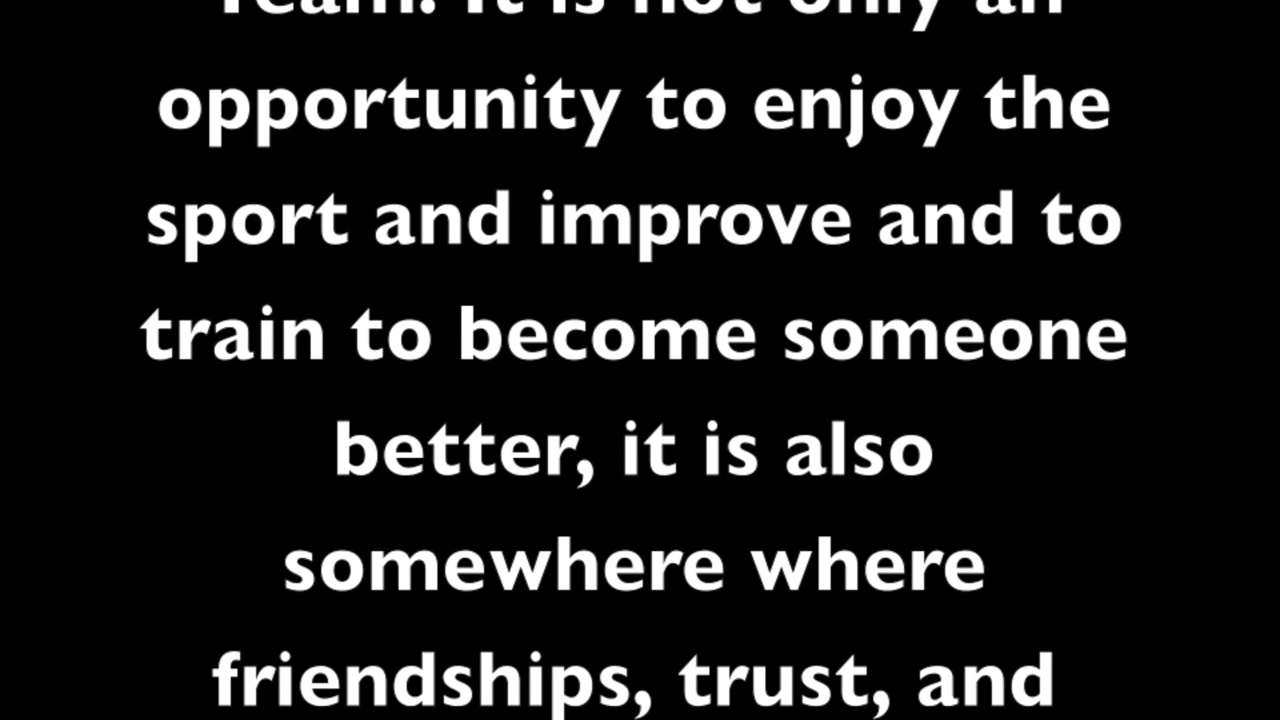 Team. It is not only an
opportunity to enjoy the
sport and improve and to
train to become someone
better, it is also
somewhere where
friendships, trust, and